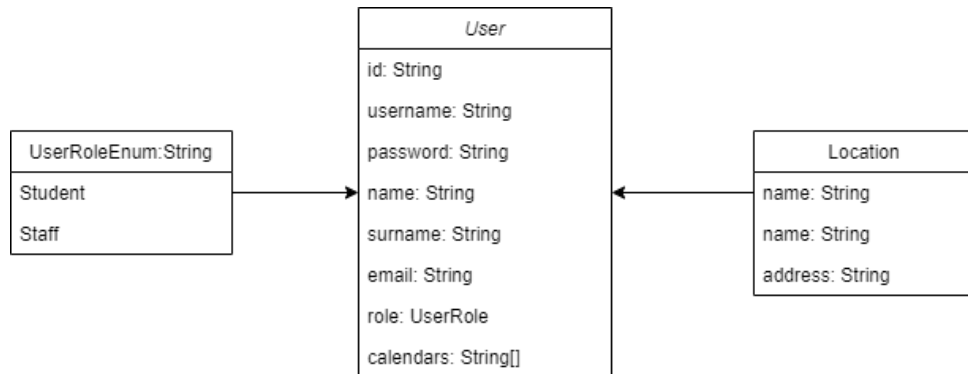 User
id: String
username: String
password: String
name: String
surname: String
email: String
role: UserRole
calendars: String[]
UserRoleEnum:String
Student
Staff
Location
name: String
name: String
address: String